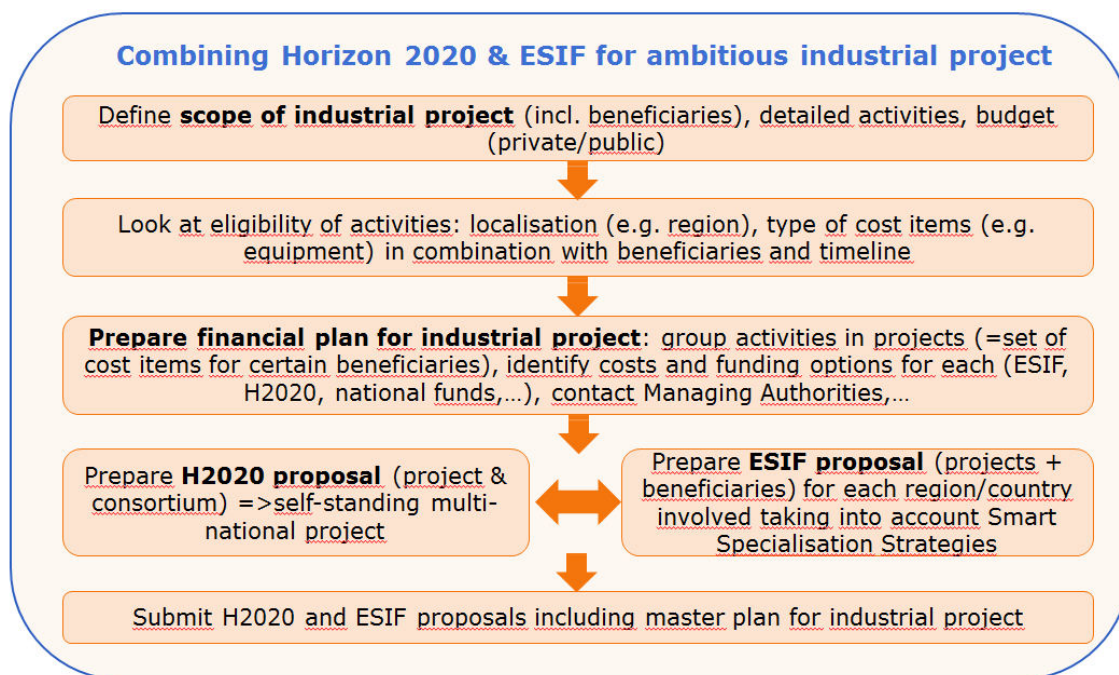 Combining Horizon 2020 & ESIF for ambitious industrial project
Define scope of industrial project (incl. beneficiaries), detailed activities, budget
(private/public)
Look at eligibility of activities: localisation (e.g. region), type of cost items (e.g.
equipment) in combination with beneficiaries and timeline
Prepare financial plan for industrial project: group activities in projects (=set of
cost items for certain beneficiaries), identify costs and funding options for each (ESIF,
H2020, national funds,…), contact Managing Authorities,…
Prepare H2020 proposal (project &
consortium) =>self-standing multi-
national project
Prepare ESIF proposal (projects +
beneficiaries) for each region/country
involved taking into account Smart
Specialisation Strategies
Submit H2020 and ESIF proposals including master plan for industrial project